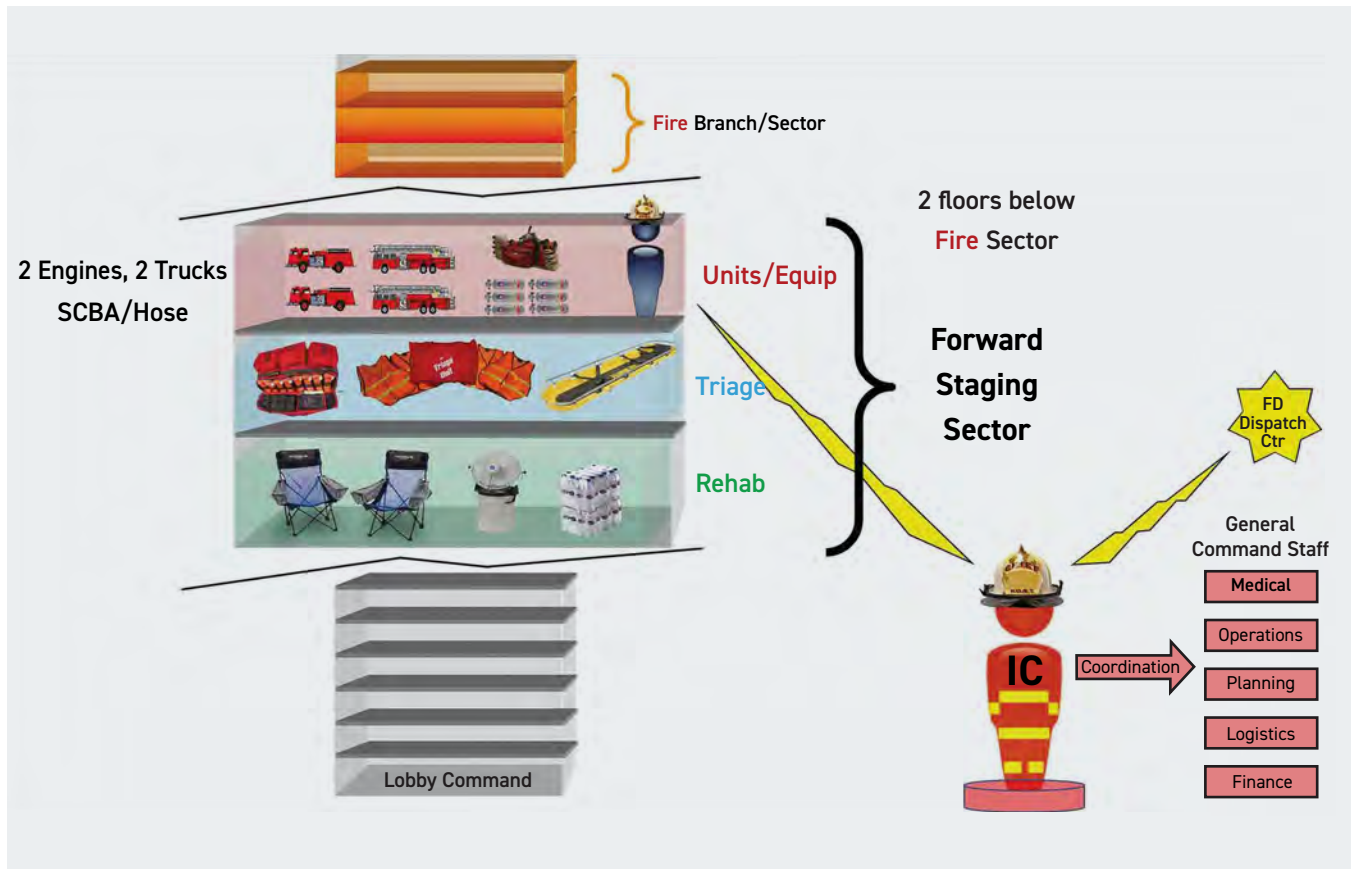 Fire Branch/Sector
2 floors below
Fire Sector
2 Engines, 2 Trucks
SCBA/Hose
Units/Equip
Forward
Staging
Sector
Triage
Rehab
FD
Dispatch
Ctr
General
Command Staff
Medical
Operations
Planning
Logistics
Finance
IC
Coordination
Lobby Command